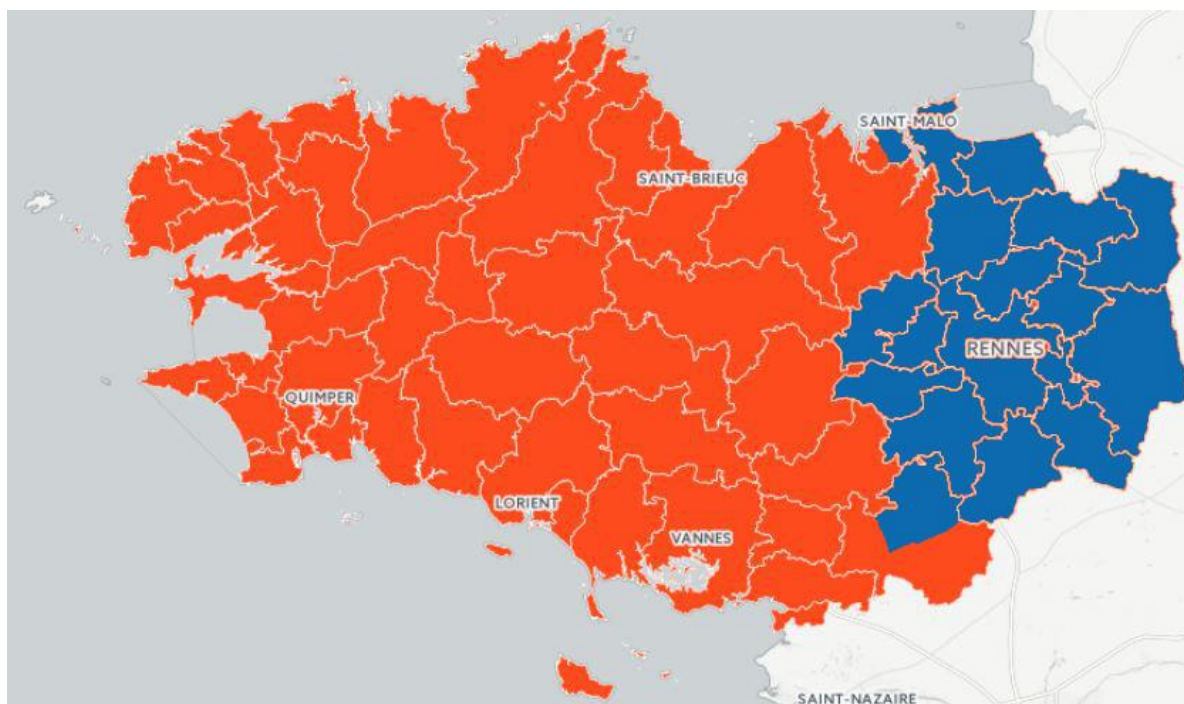 SAINT-MALO
SAINT-BRIEUC
RENNES
QUIMPER
LORIENT
VANNES
SAINT-NAZAIRE